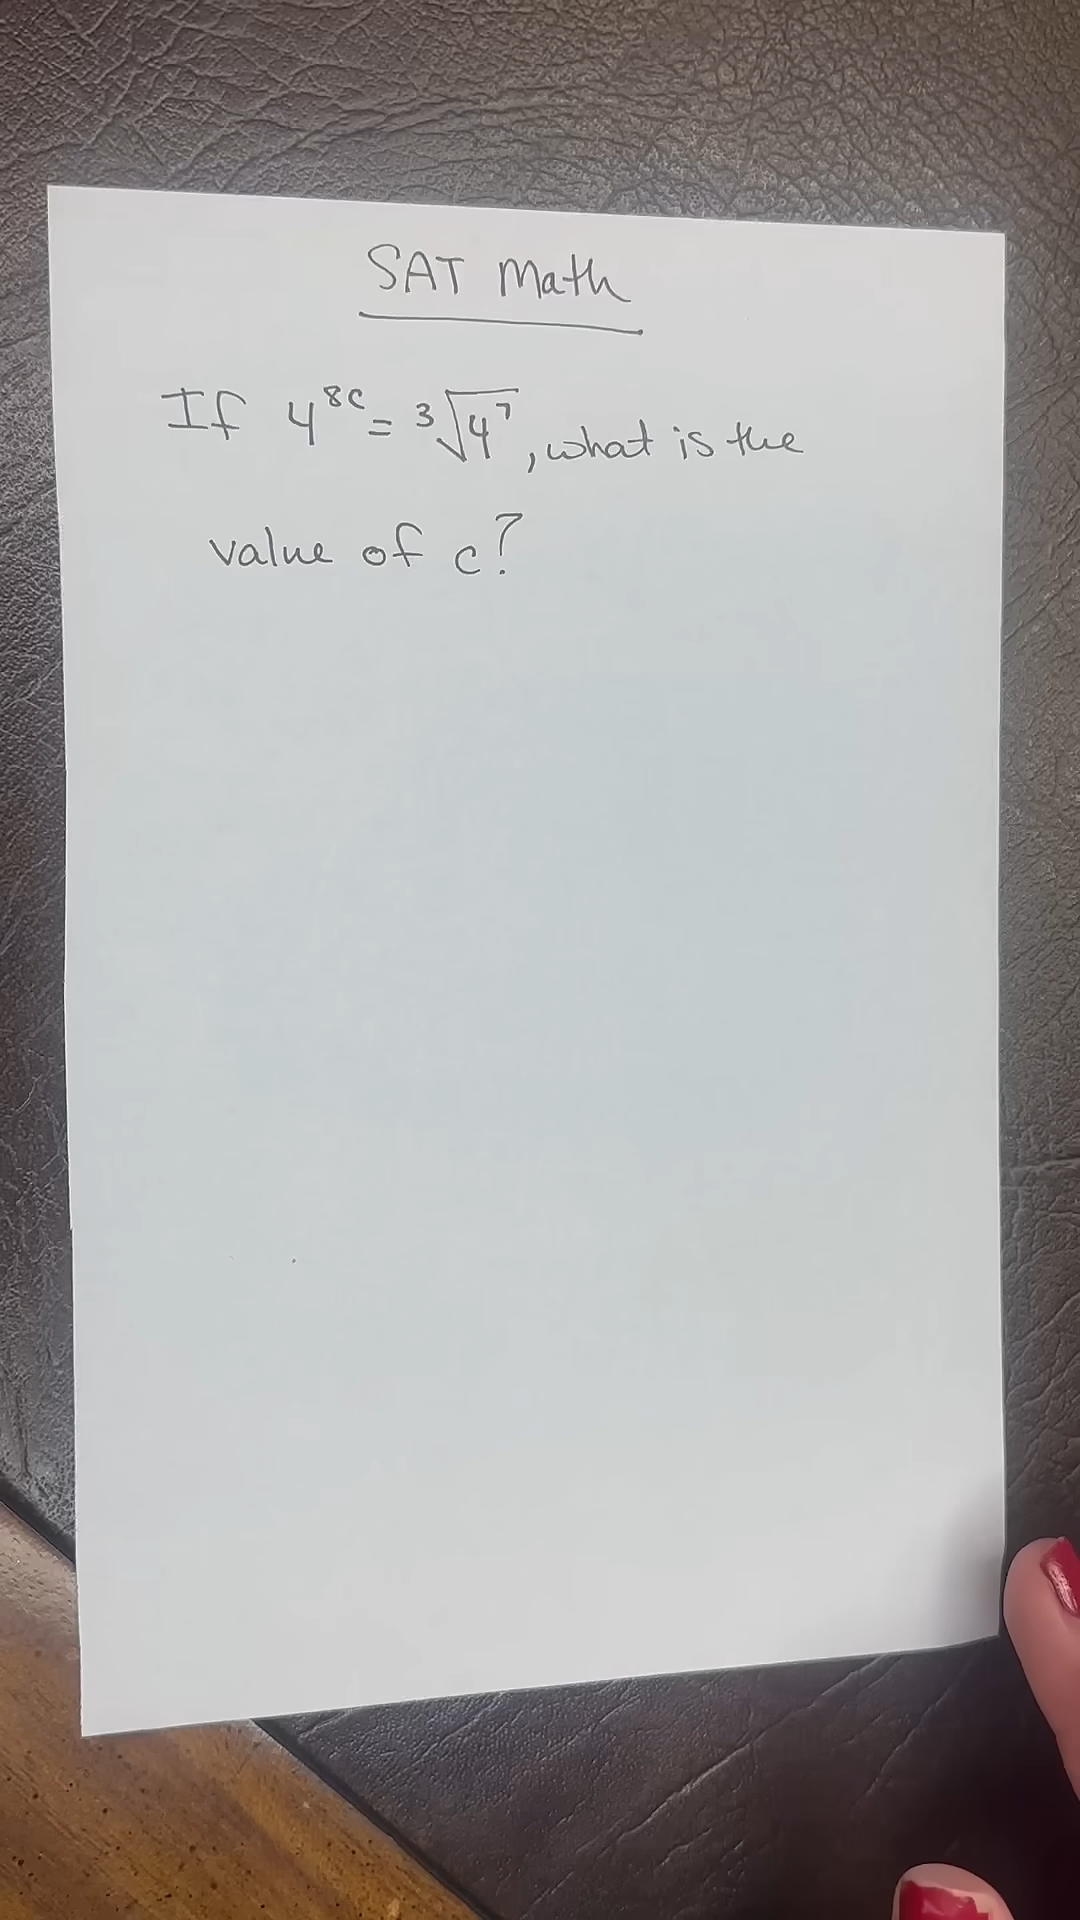 SAT Math
If 4⁸ᶜ = ³√4⁷, what is the
value of c?